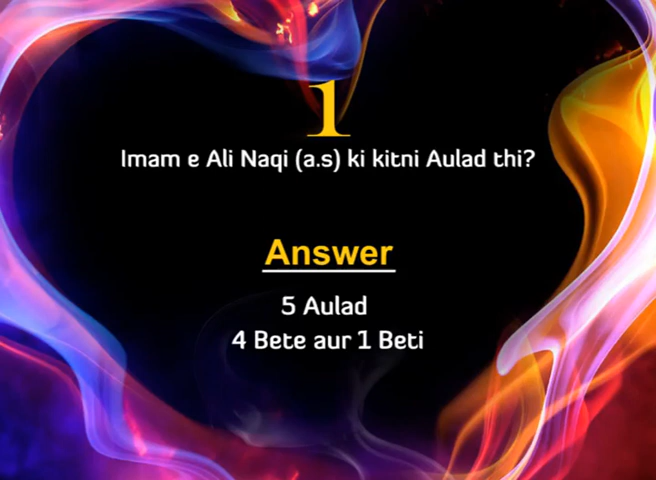 1
Imam e Ali Naqi (a.s) ki kitni Aulad thi?
Answer
5 Aulad
4 Bete aur 1 Beti